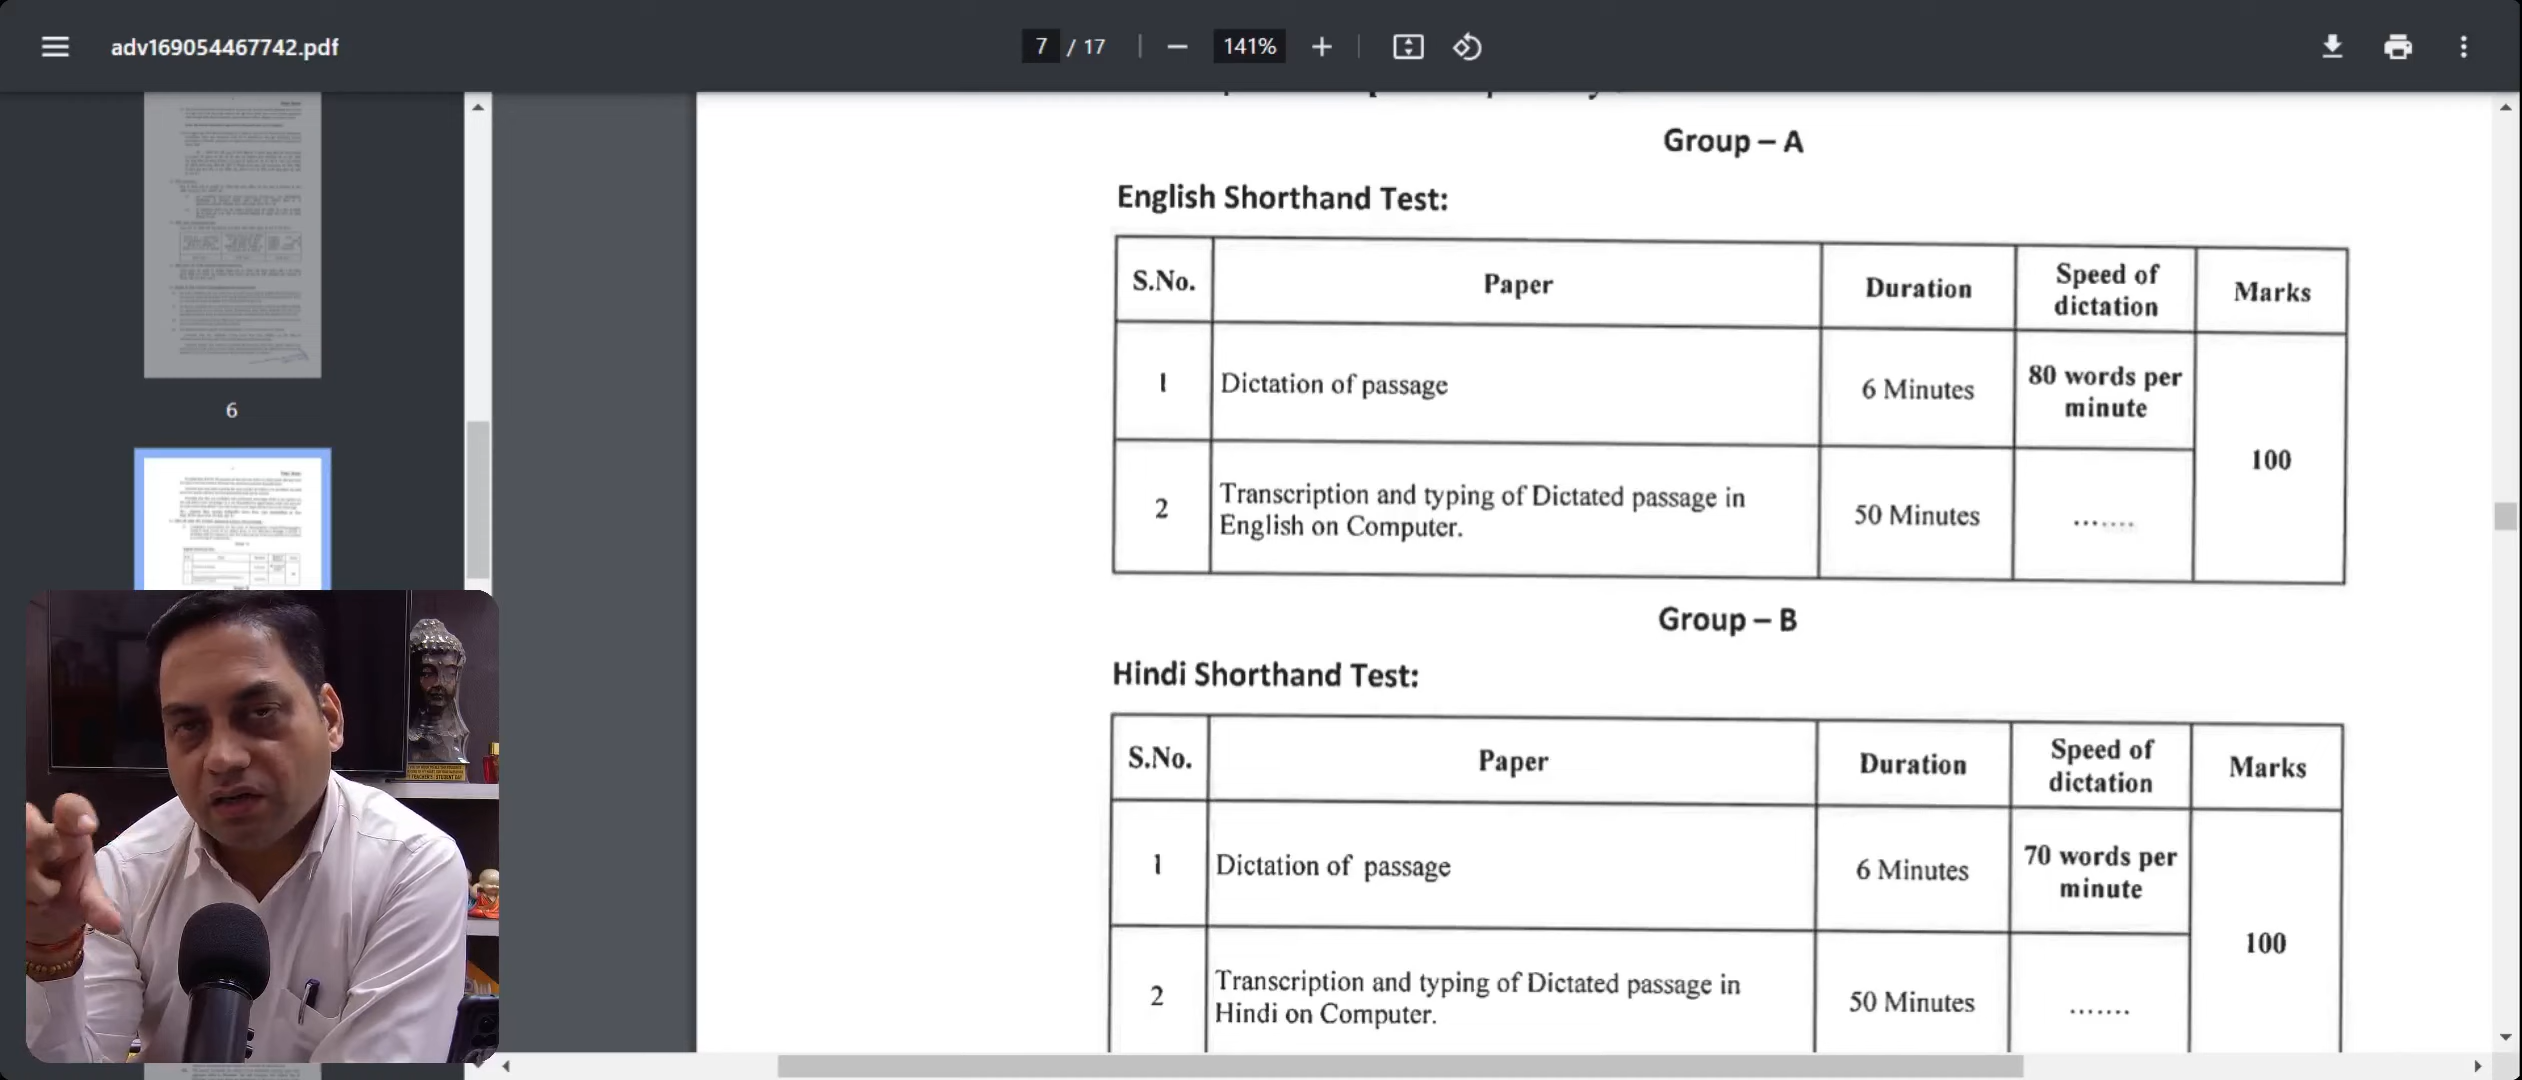 adv169054467742.pdf
7 / 17
141%
Group – A
English Shorthand Test:
S.No. Paper Duration Speed of dictation Marks
1 Dictation of passage 6 Minutes 80 words per minute 100
2 Transcription and typing of Dictated passage in English on Computer. 50 Minutes .......
Group – B
Hindi Shorthand Test:
S.No. Paper Duration Speed of dictation Marks
1 Dictation of passage 6 Minutes 70 words per minute 100
2 Transcription and typing of Dictated passage in Hindi on Computer. 50 Minutes .......
6